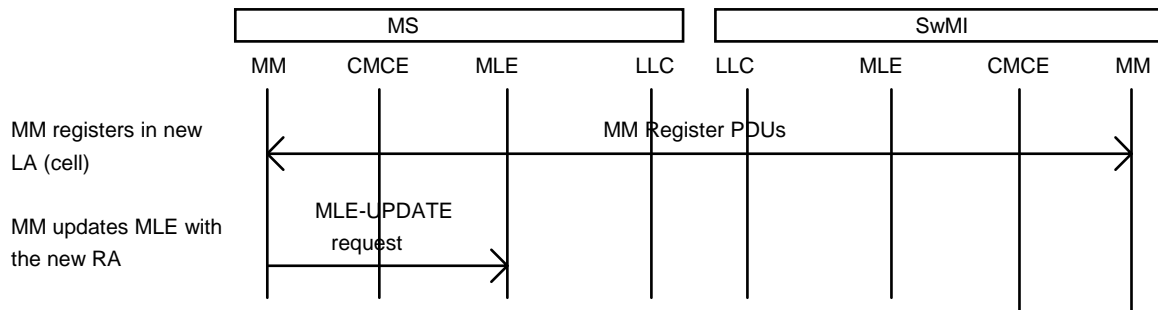 MS SwMI
MM CMCE MLE LLC LLC MLE CMCE MM
MM registers in new
LA (cell)
MM Register PDUs
MM updates MLE with
the new RA
MLE-UPDATE
request